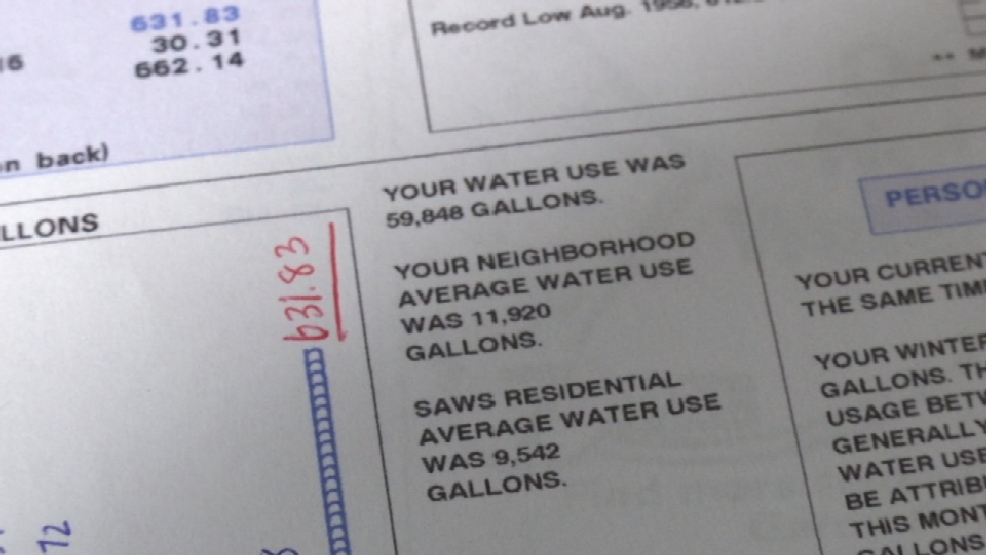 631.83
30.31
662.14
Record Low Aug. 1956,
back)
YOUR WATER USE WAS
59,848 GALLONS.
YOUR NEIGHBORHOOD
AVERAGE WATER USE
WAS 11,920
GALLONS.
SAWS RESIDENTIAL
AVERAGE WATER USE
WAS 9,542
GALLONS.
LLONS
631.83
72
PERSO
YOUR CURRENT
THE SAME TIM
YOUR WINTER
GALLONS. TH
USAGE BETW
GENERALLY
WATER USE
BE ATTRIB
THIS MONT
GALLONS